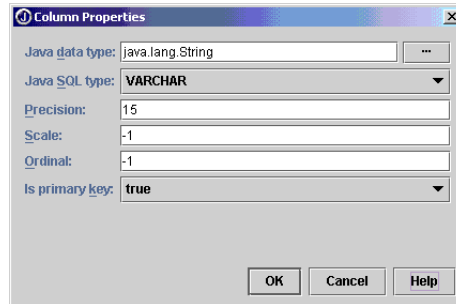 Column Properties
Java data type: java.lang.String ...
Java SQL type: VARCHAR
Precision: 15
Scale: -1
Ordinal: -1
Is primary key: true
OK Cancel Help